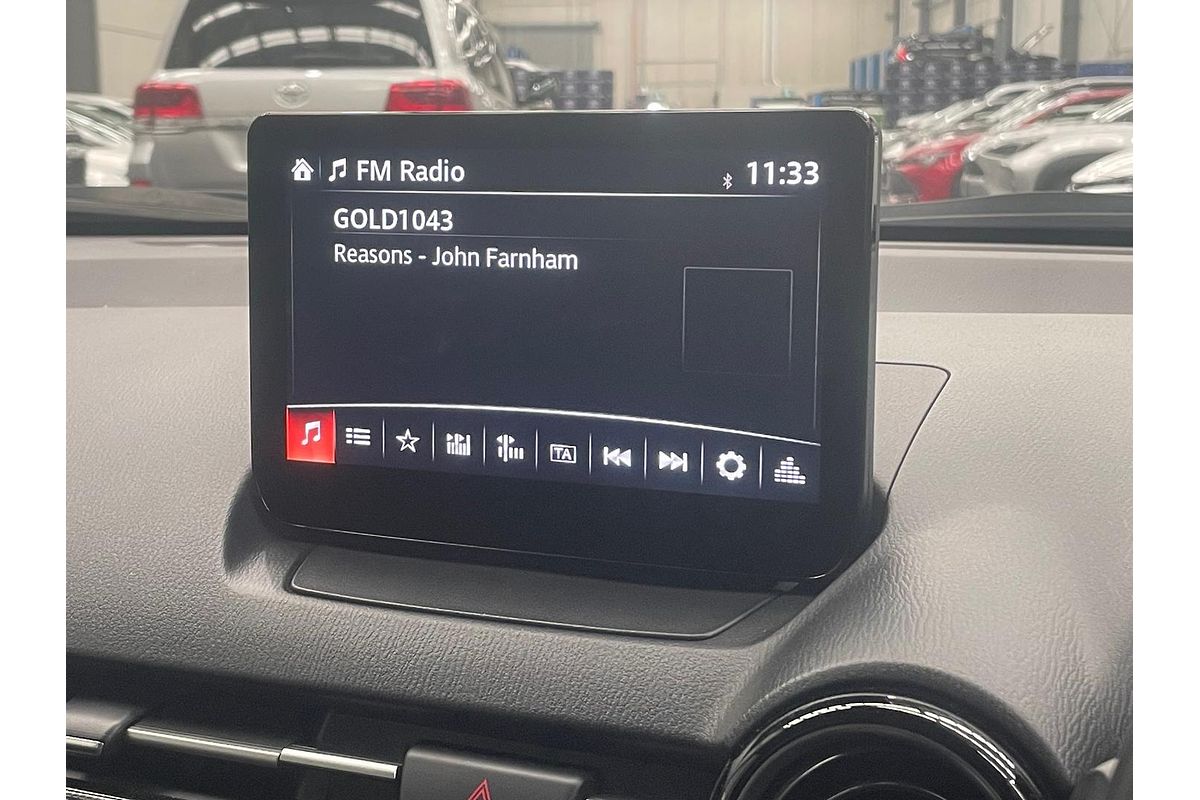 FM Radio
11:33
GOLD1043
Reasons - John Farnham
TA